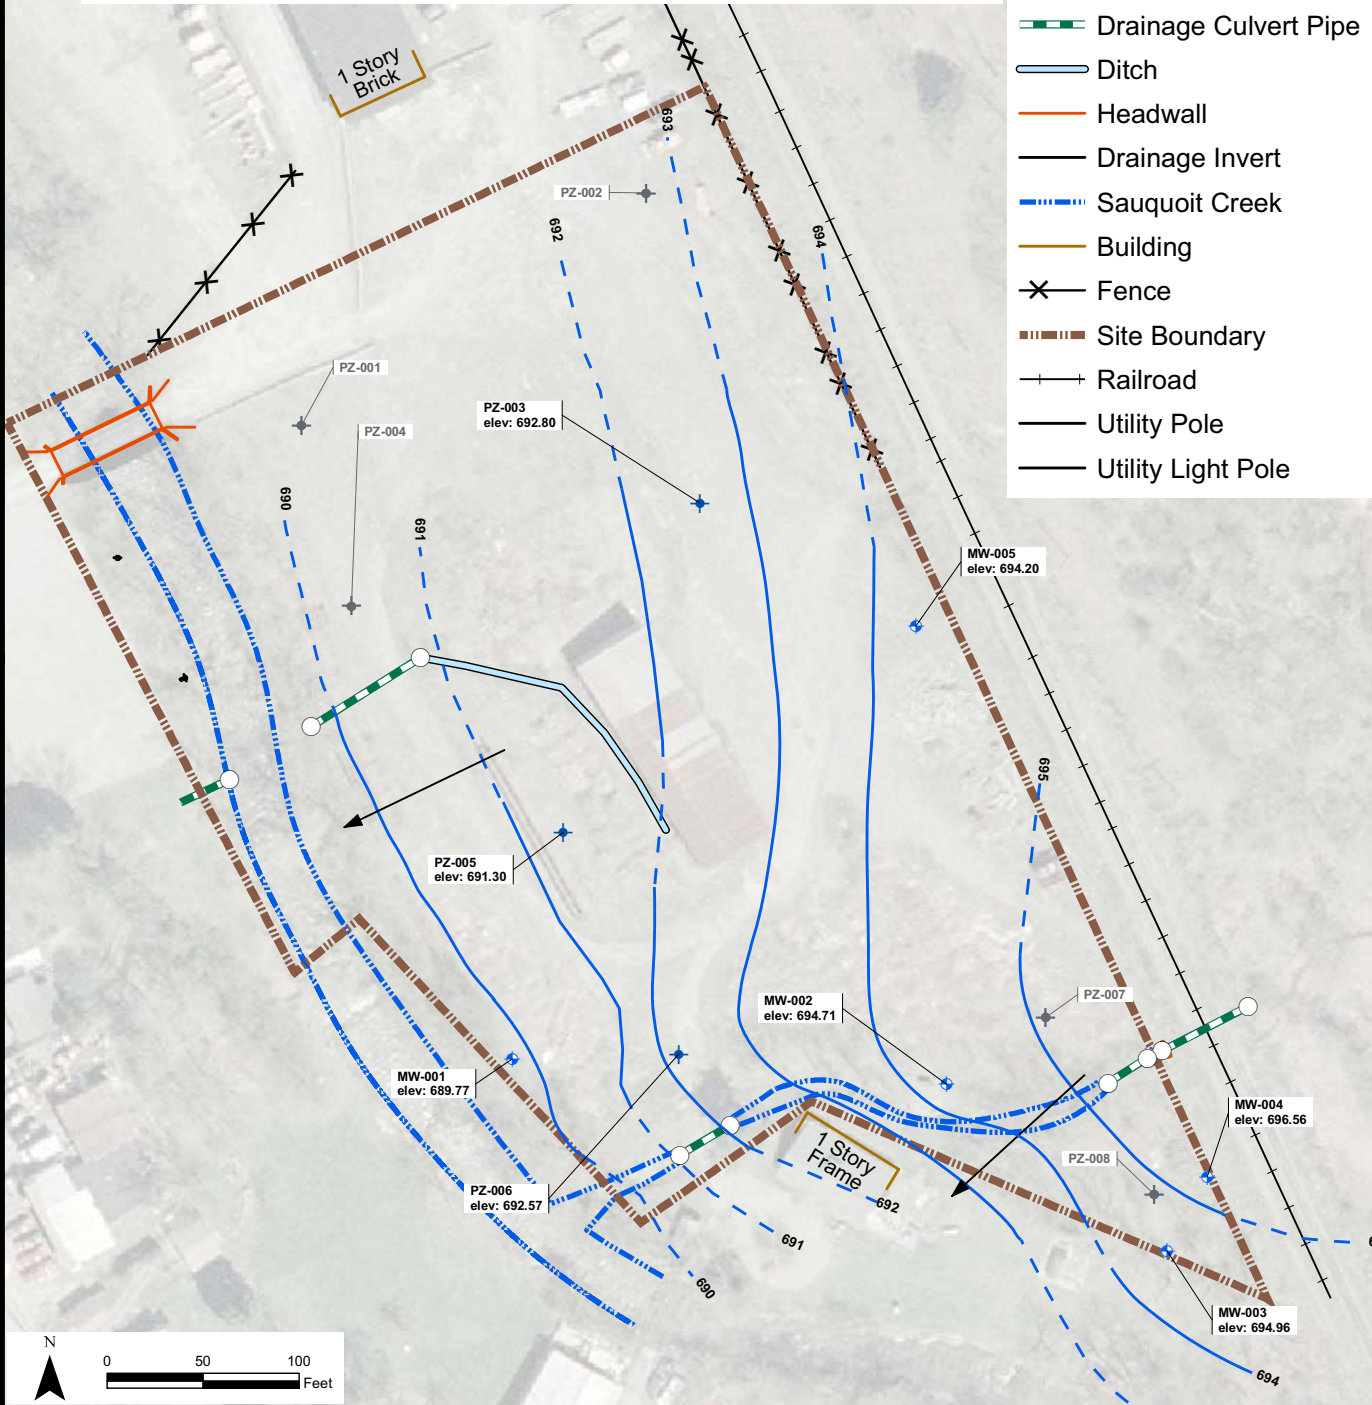 Drainage Culvert Pipe
Ditch
Headwall
Drainage Invert
Sauquoit Creek
Building
Fence
Site Boundary
Railroad
Utility Pole
Utility Light Pole
1 Story
Brick
693
PZ-002
692
694
PZ-001
PZ-003
elev: 692.80
PZ-004
690
691
MW-005
elev: 694.20
695
PZ-005
elev: 691.30
PZ-007
MW-002
elev: 694.71
MW-001
elev: 689.77
MW-004
elev: 696.56
1 Story
Frame
PZ-008
PZ-006
elev: 692.57
692
691
690
MW-003
elev: 694.96
694
N
0 50 100
Feet